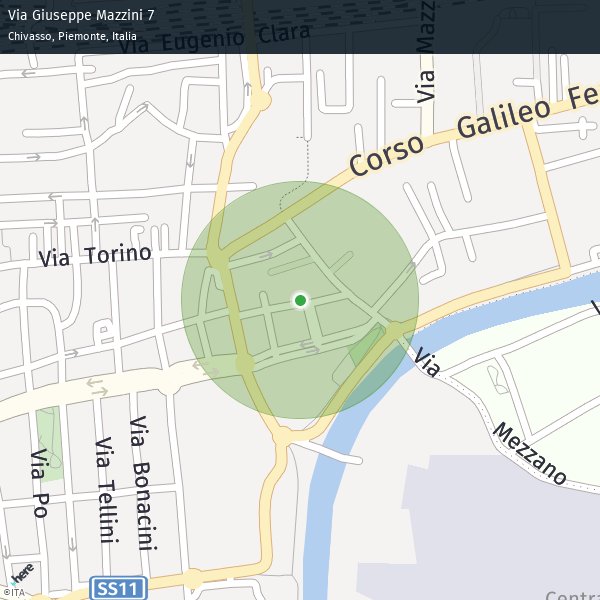 Via Giuseppe Mazzini 7
Chivasso, Piemonte, Italia
Via Eugenio Clara
Via Mazz
Corso Galileo Fe
Via Torino
Via
Mezzano
Via Po
Via Tellini
Via Bonacini
here
©ITA
SS11
Centra